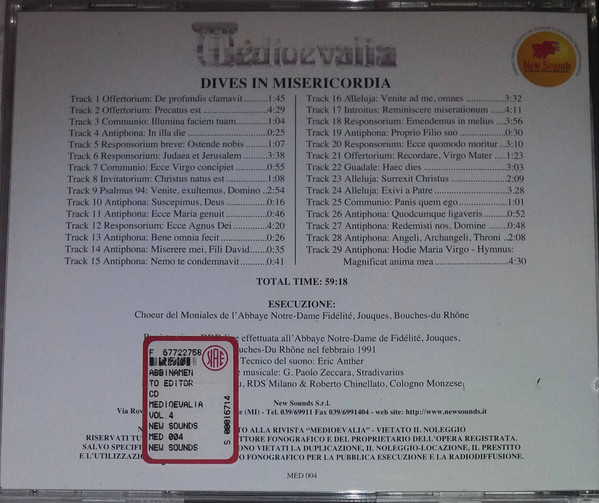 Medioevalia
New Sounds
DIVES IN MISERICORDIA
Track 1 Offertorium: De profundis clamavit..........1:45
Track 2 Offertorium: Precatus est..........4:29
Track 3 Communio: Illumina faciem tuam..........1:04
Track 4 Antiphona: In illa die..........0:25
Track 5 Responsorium breve: Ostende nobis..........1:07
Track 6 Responsorium: Judaea et Jerusalem..........3:38
Track 7 Communio: Ecce Virgo concipiet..........0:55
Track 8 Invitatorium: Christus natus est..........1:08
Track 9 Psalmus 94: Venite, exultemus, Domino ..2:54
Track 10 Antiphona: Suscepimus, Deus..........0:16
Track 11 Antiphona: Ecce Maria genuit..........0:46
Track 12 Responsorium: Ecce Agnus Dei..........4:20
Track 13 Antiphona: Bene omnia fecit..........0:26
Track 14 Antiphona: Miserere mei, Fili David......0:35
Track 15 Antiphona: Nemo te condemnavit..........0:41
Track 16 Alleluja: Venite ad me, omnes ..........3:32
Track 17 Introitus: Reminiscere miserationum.....4:11
Track 18 Responsorium: Emendemus in melius ...3:56
Track 19 Antiphona: Proprio Filio suo..........0:30
Track 20 Responsorium: Ecce quomodo moritur .3:10
Track 21 Offertorium: Recordare, Virgo Mater .....1:23
Track 22 Guadale: Haec dies..........3:03
Track 23 Alleluja: Surrexit Christus..........2:09
Track 24 Alleluja: Exivi a Patre..........3.28
Track 25 Communio: Panis quem ego..........1:01
Track 26 Antiphona: Quodcumque ligaveris..........0:52
Track 27 Antiphona: Redemisti nos, Domine.......0:48
Track 28 Antiphona: Angeli, Archangeli, Throni ..2:08
Track 29 Antiphona: Hodie Maria Virgo - Hymnus:
Magnificat anima mea..........4:30
TOTAL TIME: 59:18
ESECUZIONE:
Choeur del Moniales de l'Abbaye Notre-Dame Fidélité, Jouques, Bouches-du Rhône
effettuata all'Abbaye Notre-Dame de Fidélité, Jouques,
uches-Du Rhône nel febbraio 1991
Tecnico del suono: Eric Anther
e musicale: G. Paolo Zeccara, Stradivarius
RDS Milano & Roberto Chinellato, Cologno Monzese
New Sounds S.r.l.
Via Ro (MI) - Tel. 039/69911 Fax 039/6991404 - web site: http://www.newsounds.it
TO ALLA RIVISTA "MEDIOEVALIA" - VIETATO IL NOLEGGIO
RISERVATI TU TTORE FONOGRAFICO E DEL PROPRIETARIO DELL'OPERA REGISTRATA.
SALVO SPECIFI ONO VIETATI LA DUPLICAZIONE, IL NOLEGGIO-LOCAZIONE, IL PRESTITO
E L'UTILIZZAZIO FONOGRAFICO PER LA PUBBLICA ESECUZIONE E LA RADIODIFFUSIONE.
MED 004
F 67722758
ABBINAMEN
TO EDITOR
CD
MEDIOEVALIA
VOL.4
NEW SOUNDS
MED 004
NEW SOUNDS
S 00016714